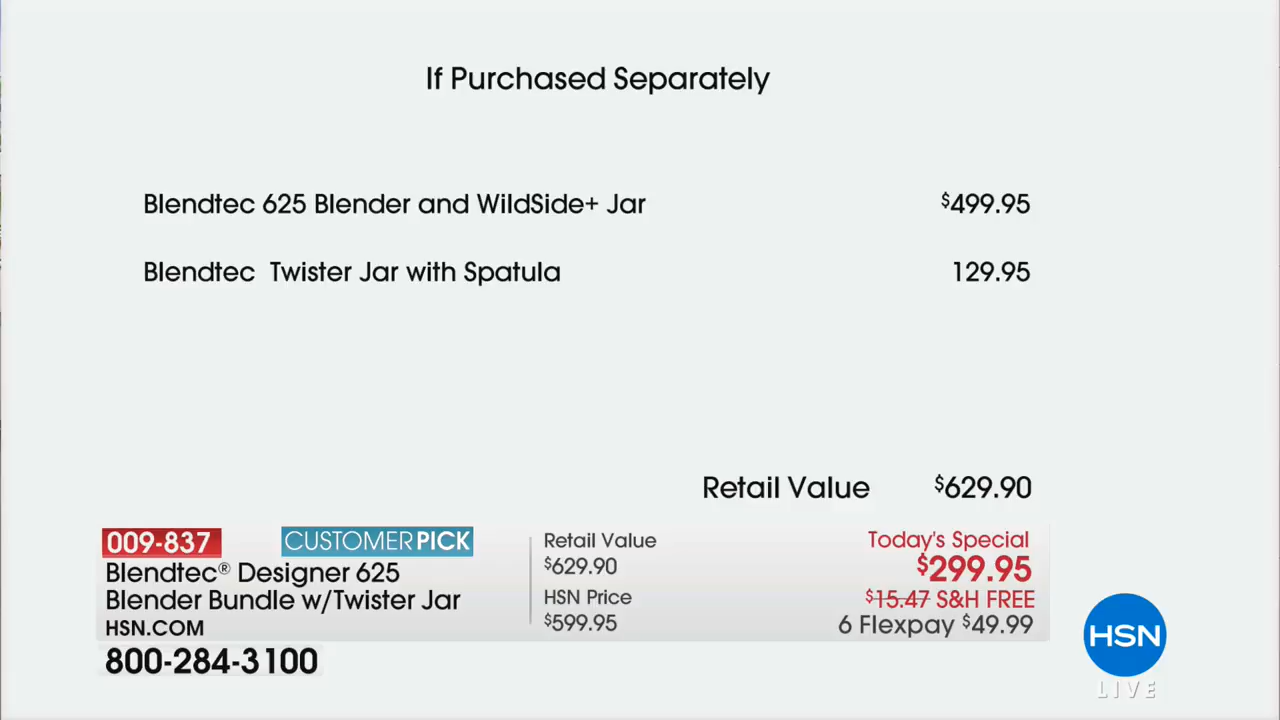 If Purchased Separately
Blendtec 625 Blender and WildSide+ Jar $499.95
Blendtec Twister Jar with Spatula 129.95
Retail Value $629.90
009-837 CUSTOMERPICK
Blendtec® Designer 625
Blender Bundle w/Twister Jar
HSN.COM
800-284-3100
Retail Value
$629.90
HSN Price
$599.95
Today's Special
$299.95
$15.47 S&H FREE
6 Flexpay $49.99
HSN
LIVE